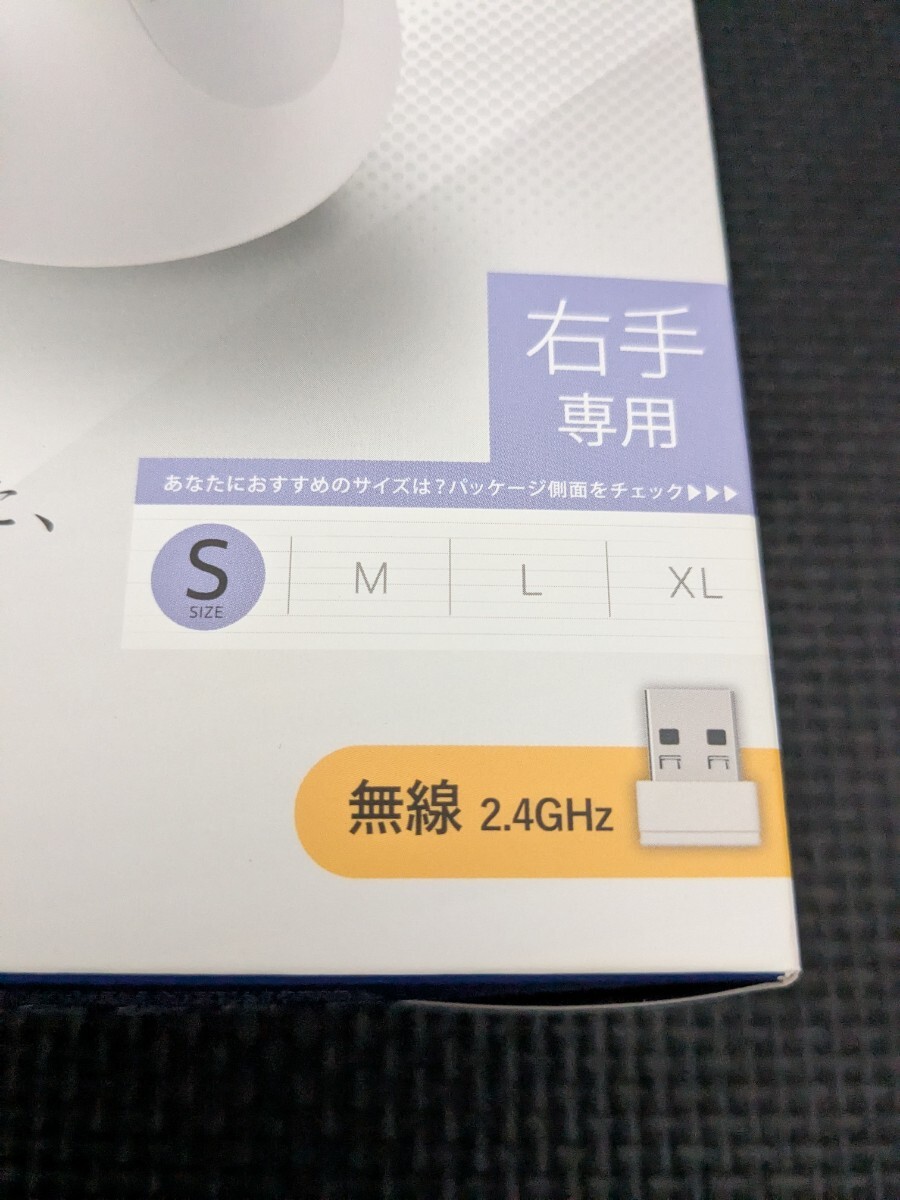 右手
専用
あなたにおすすめのサイズは?パッケージ側面をチェック▶▶▶
た、
S M L XL
SIZE
無線 2.4GHz